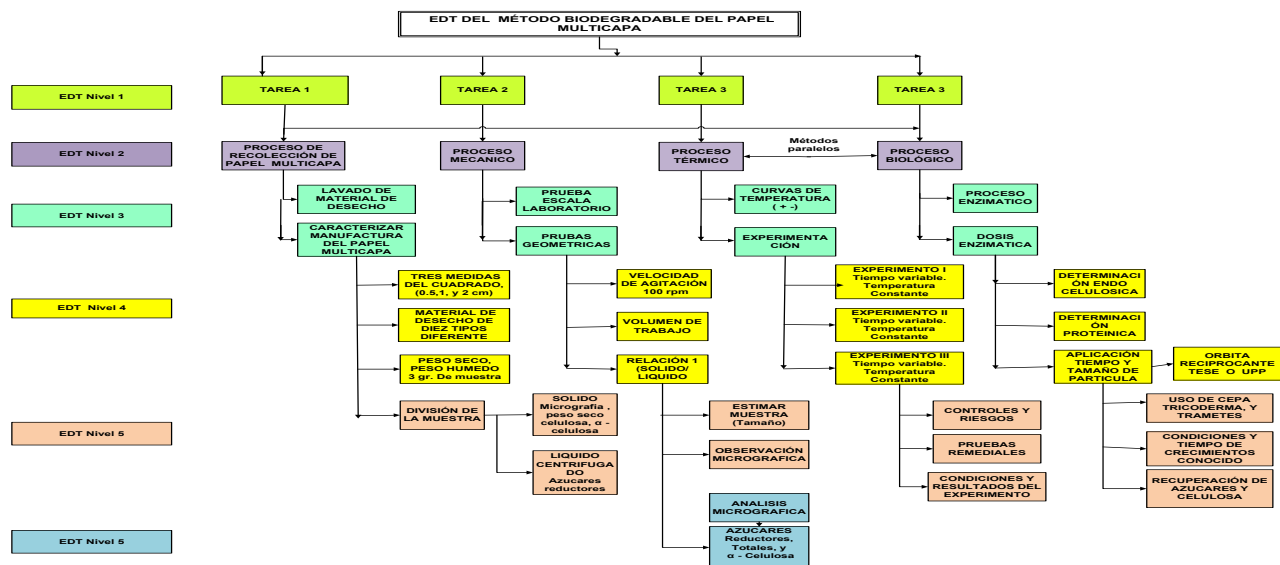 EDT DEL MÉTODO BIODEGRADABLE DEL PAPEL
MULTICAPA
EDT Nivel 1
TAREA 1
TAREA 2
TAREA 3
TAREA 3
EDT Nivel 2
PROCESO DE
RECOLECCIÓN DE
PAPEL MULTICAPA
PROCESO
MECANICO
PROCESO
TÉRMICO
Métodos
paralelos
PROCESO
BIOLÓGICO
EDT Nivel 3
LAVADO DE
MATERIAL DE
DESECHO
PRUEBA
ESCALA
LABORATORIO
CURVAS DE
TEMPERATURA
( + -)
PROCESO
ENZIMATICO
CARACTERIZAR
MANUFACTURA
DEL PAPEL
MULTICAPA
PRUBAS
GEOMETRICAS
EXPERIMENTA
CIÓN
DOSIS
ENZIMATICA
EDT Nivel 4
TRES MEDIDAS
DEL CUADRADO,
(0.5,1, y 2 cm)
VELOCIDAD
DE AGITACIÓN
100 rpm
EXPERIMENTO I
Tiempo variable.
Temperatura
Constante
DETERMINACI
ÓN ENDO
CELULOSICA
MATERIAL DE
DESECHO DE
DIEZ TIPOS
DIFERENTE
VOLUMEN DE
TRABAJO
EXPERIMENTO II
Tiempo variable.
Temperatura
Constante
DETERMINACI
ÓN
PROTEINICA
PESO SECO,
PESO HUMEDO
3 gr. De muestra
RELACIÓN 1
(SOLIDO/
LIQUIDO
EXPERIMENTO III
Tiempo variable.
Temperatura
Constante
APLICACIÓN
TIEMPO Y
TAMAÑO DE
PARTICULA
ORBITA
RECIPROCANTE
TESE O UPP
EDT Nivel 5
DIVISIÓN DE
LA MUESTRA
SOLIDO
Micrografia ,
peso seco
celulosa, α -
celulosa
LIQUIDO
CENTRIFUGA
DO
Azucares
reductores
ESTIMAR
MUESTRA
(Tamaño)
OBSERVACIÓN
MICROGRAFICA
CONTROLES Y
RIESGOS
PRUEBAS
REMEDIALES
CONDICIONES Y
RESULTADOS DEL
EXPERIMENTO
USO DE CEPA
TRICODERMA, Y
TRAMETES
CONDICIONES Y
TIEMPO DE
CRECIMIENTOS
CONOCIDO
RECUPERACIÓN DE
AZUCARES Y
CELULOSA
EDT Nivel 5
ANALISIS
MICROGRAFICA
AZUCARES
Reductores,
Totales, y
α - Celulosa